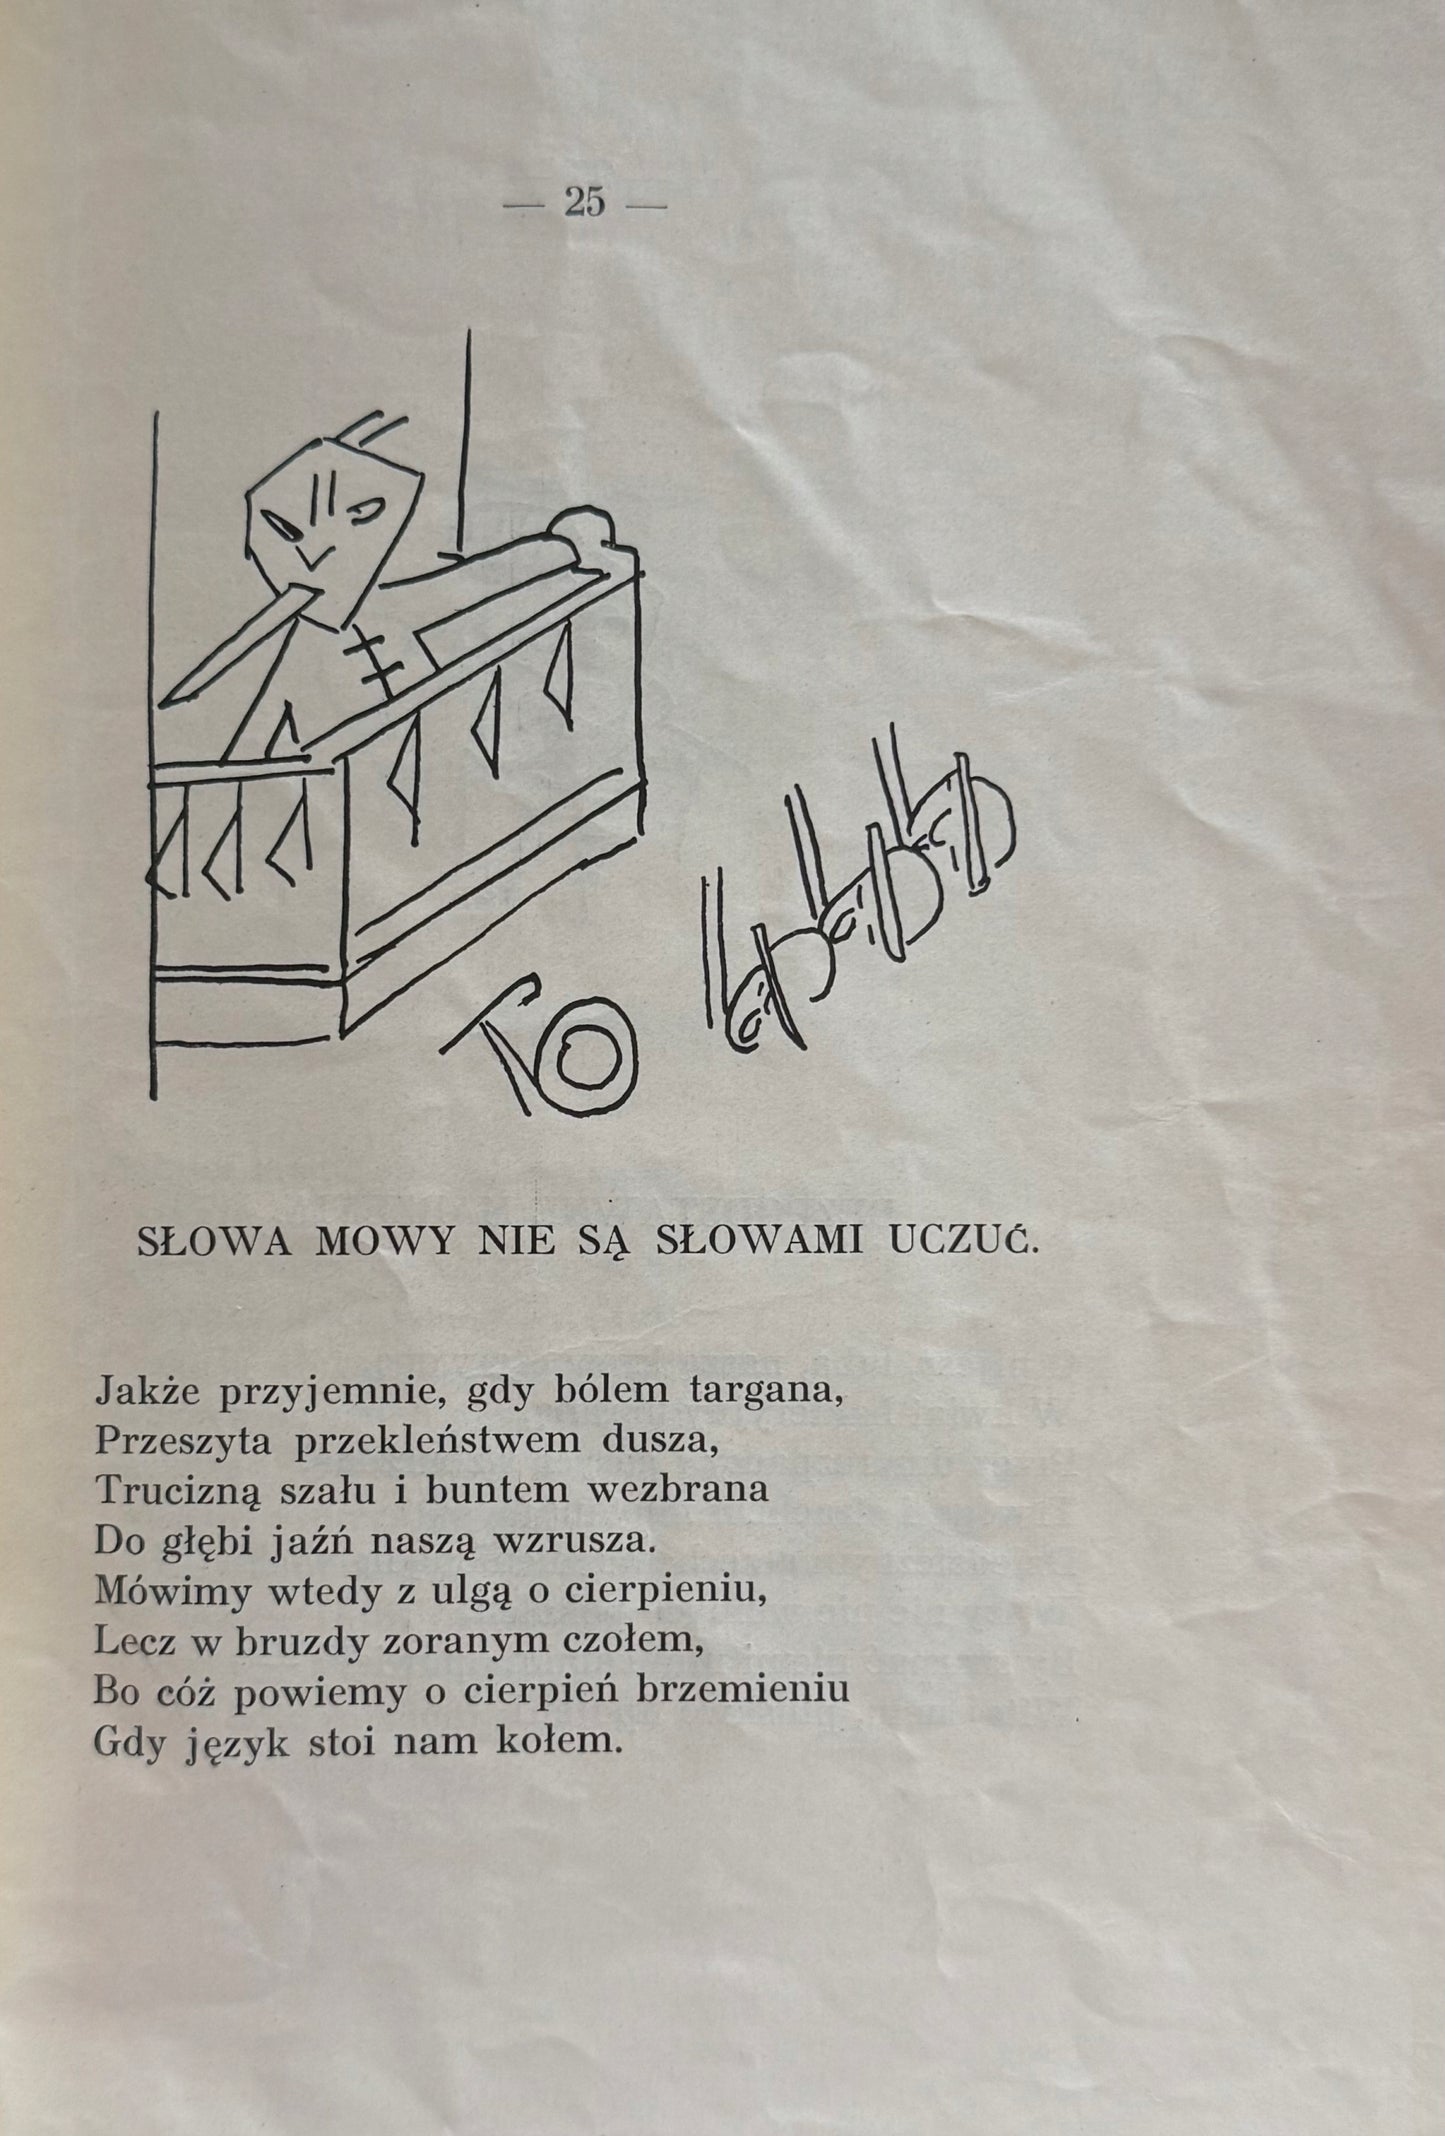 — 25 —
TO
SŁOWA MOWY NIE SĄ SŁOWAMI UCZUĆ.
Jakże przyjemnie, gdy bólem targana,
Przeszyta przekleństwem dusza,
Trucizną szału i buntem wezbrana
Do głębi jaźń naszą wzrusza.
Mówimy wtedy z ulgą o cierpieniu,
Lecz w bruzdy zoranym czołem,
Bo cóż powiemy o cierpień brzemieniu
Gdy język stoi nam kołem.